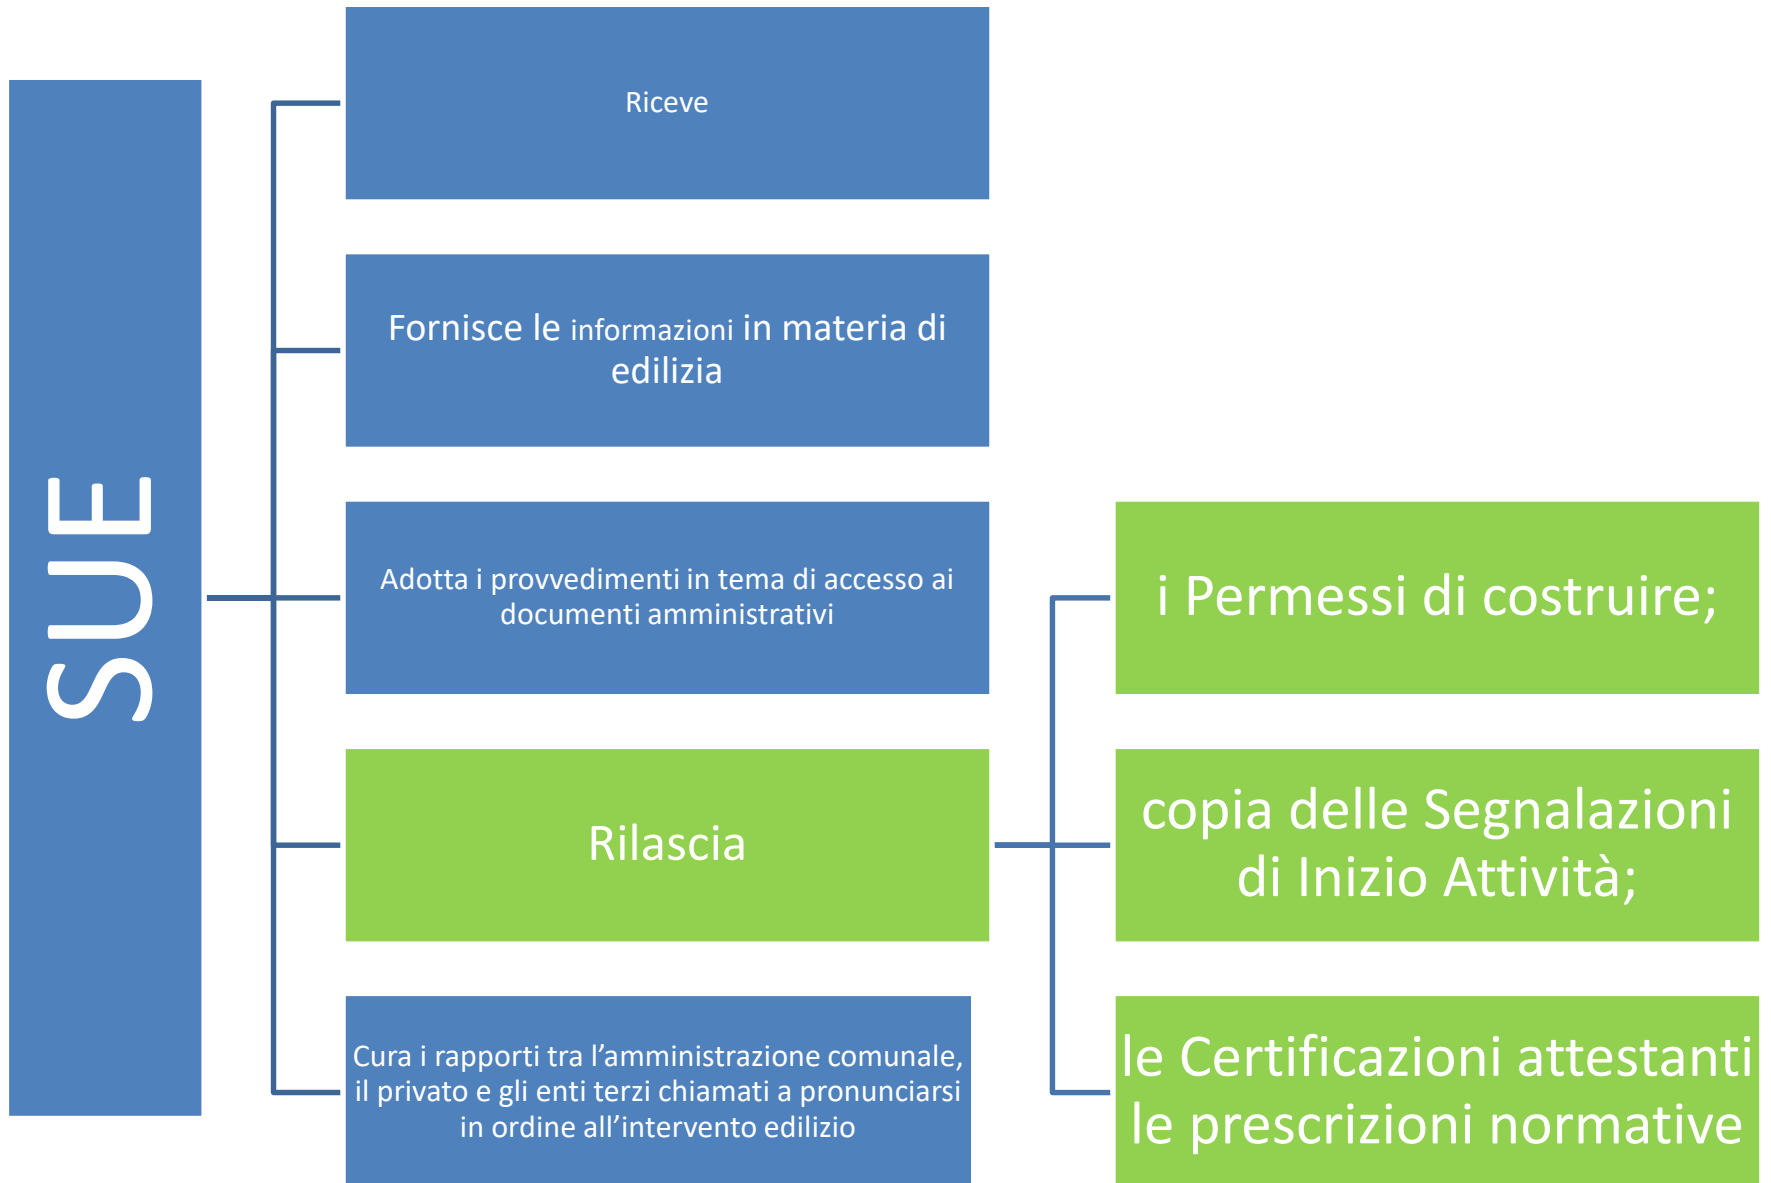 SUE
Riceve
Fornisce le informazioni in materia di
edilizia
Adotta i provvedimenti in tema di accesso ai
documenti amministrativi
Rilascia
Cura i rapporti tra l’amministrazione comunale,
il privato e gli enti terzi chiamati a pronunciarsi
in ordine all’intervento edilizio
i Permessi di costruire;
copia delle Segnalazioni
di Inizio Attività;
le Certificazioni attestanti
le prescrizioni normative